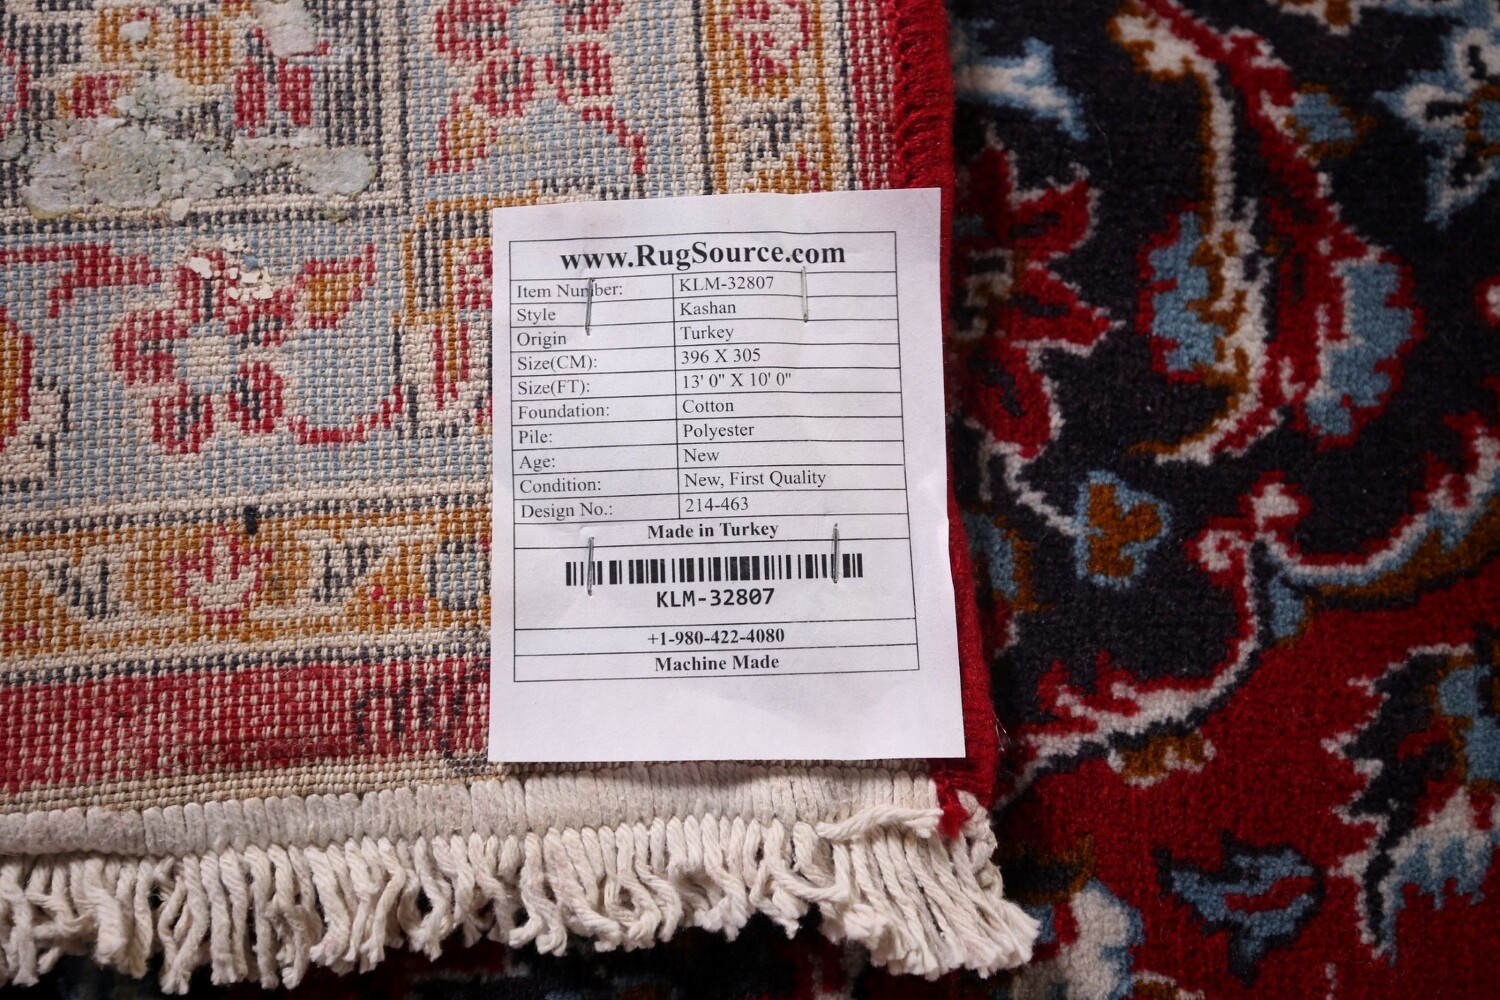 www.RugSource.com
Item Number: KLM-32807
Style Kashan
Origin Turkey
Size(CM): 396 X 305
Size(FT): 13' 0" X 10' 0"
Foundation: Cotton
Pile: Polyester
Age: New
Condition: New, First Quality
Design No.: 214-463
Made in Turkey
KLM-32807
+1-980-422-4080
Machine Made